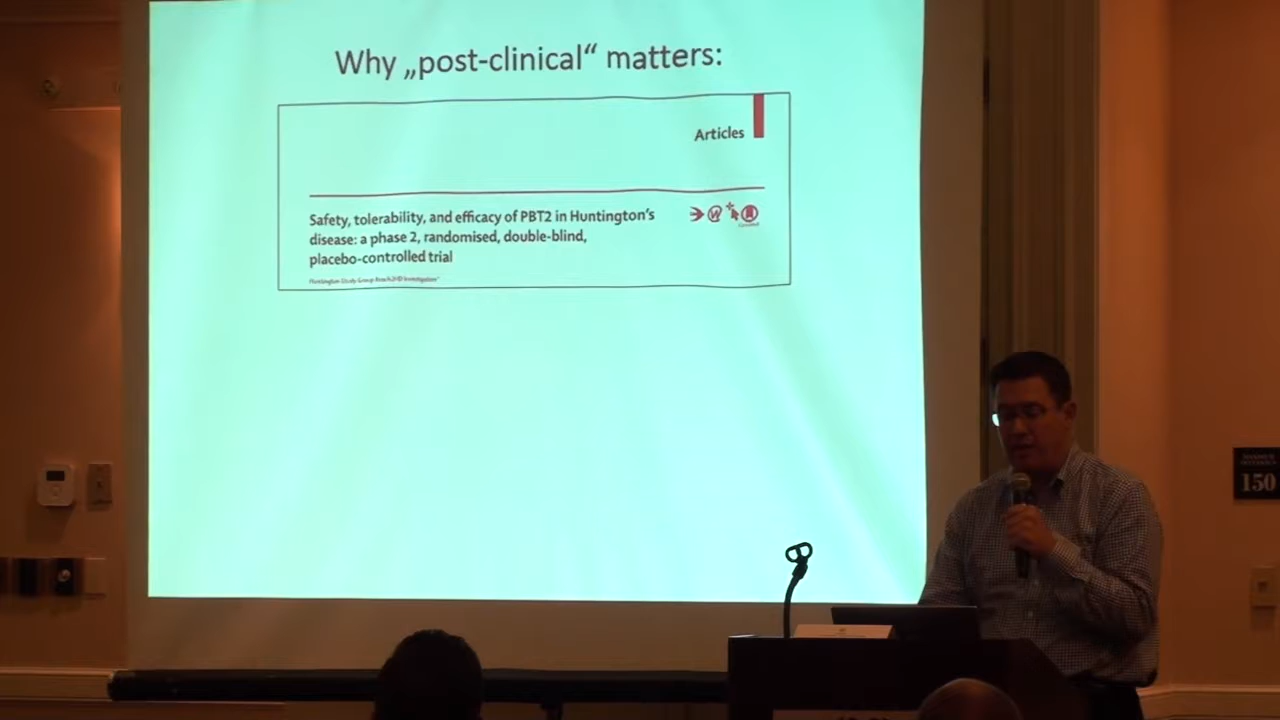 Why „post-clinical“ matters:
Articles
Safety, tolerability, and efficacy of PBT2 in Huntington's
disease: a phase 2, randomised, double-blind,
placebo-controlled trial
150